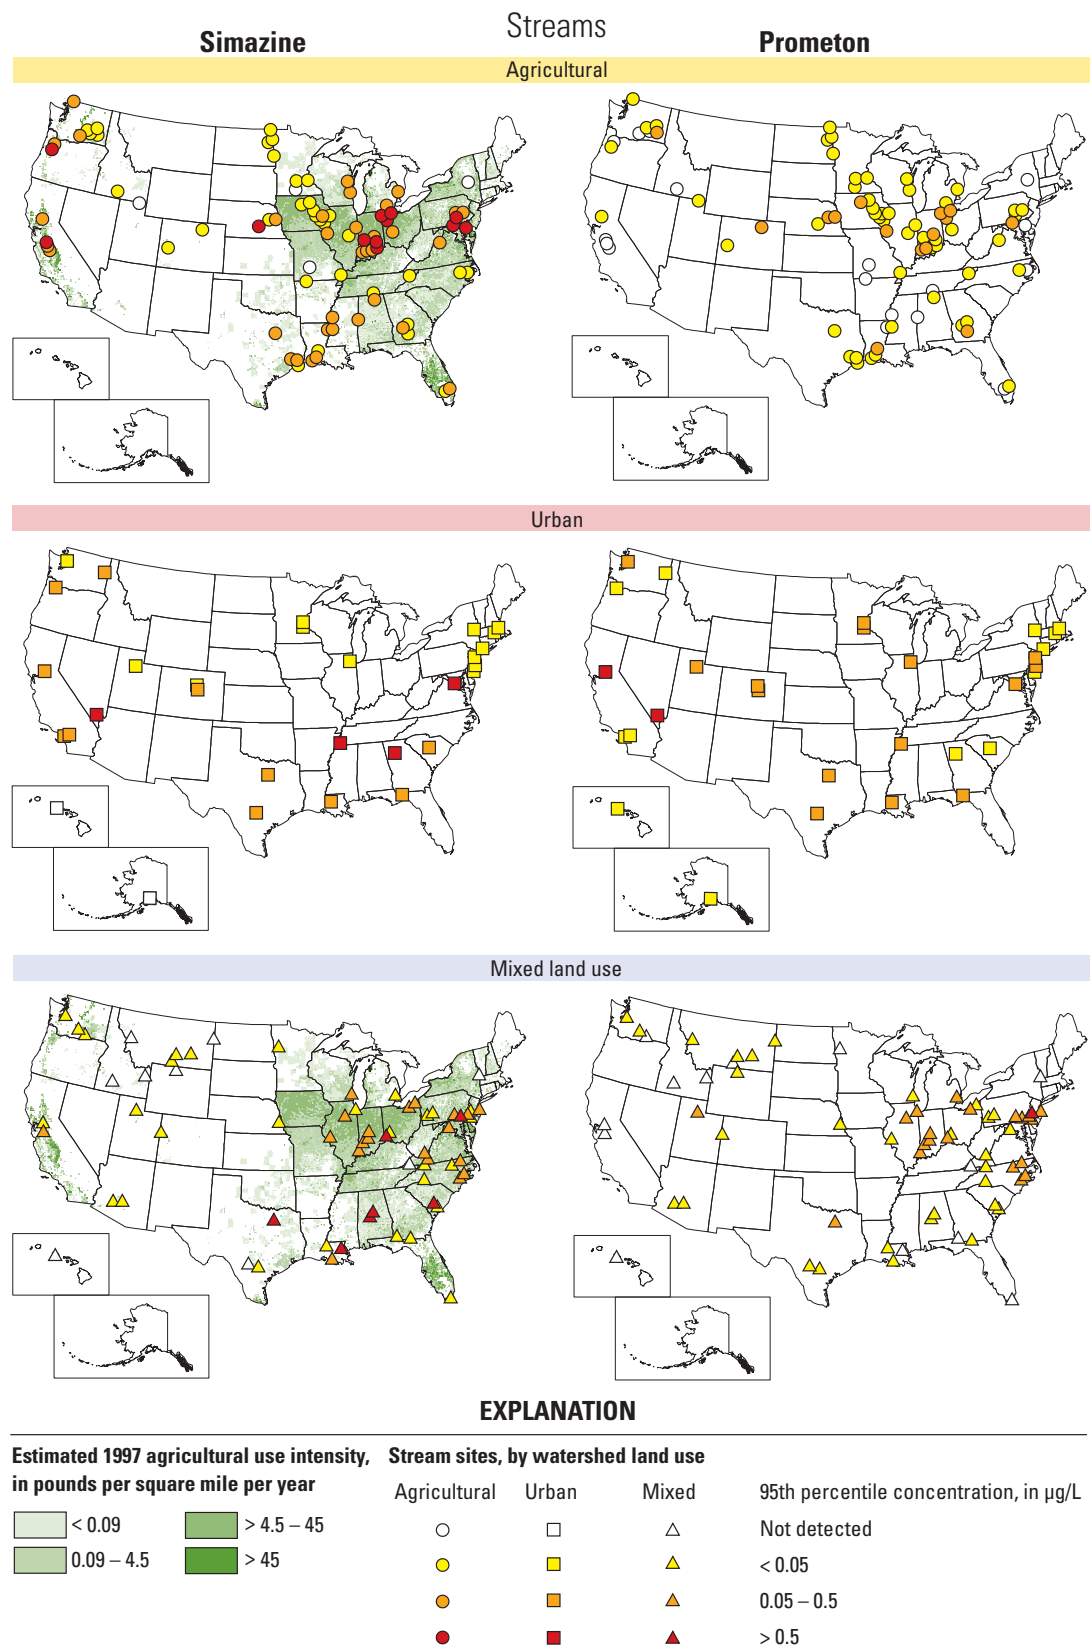 Streams
Simazine
Prometon
Agricultural
Urban
Mixed land use
EXPLANATION
Estimated 1997 agricultural use intensity,
in pounds per square mile per year
< 0.09
> 4.5 – 45
0.09 – 4.5
> 45
Stream sites, by watershed land use
Agricultural Urban Mixed 95th percentile concentration, in µg/L
Not detected
< 0.05
0.05 – 0.5
> 0.5